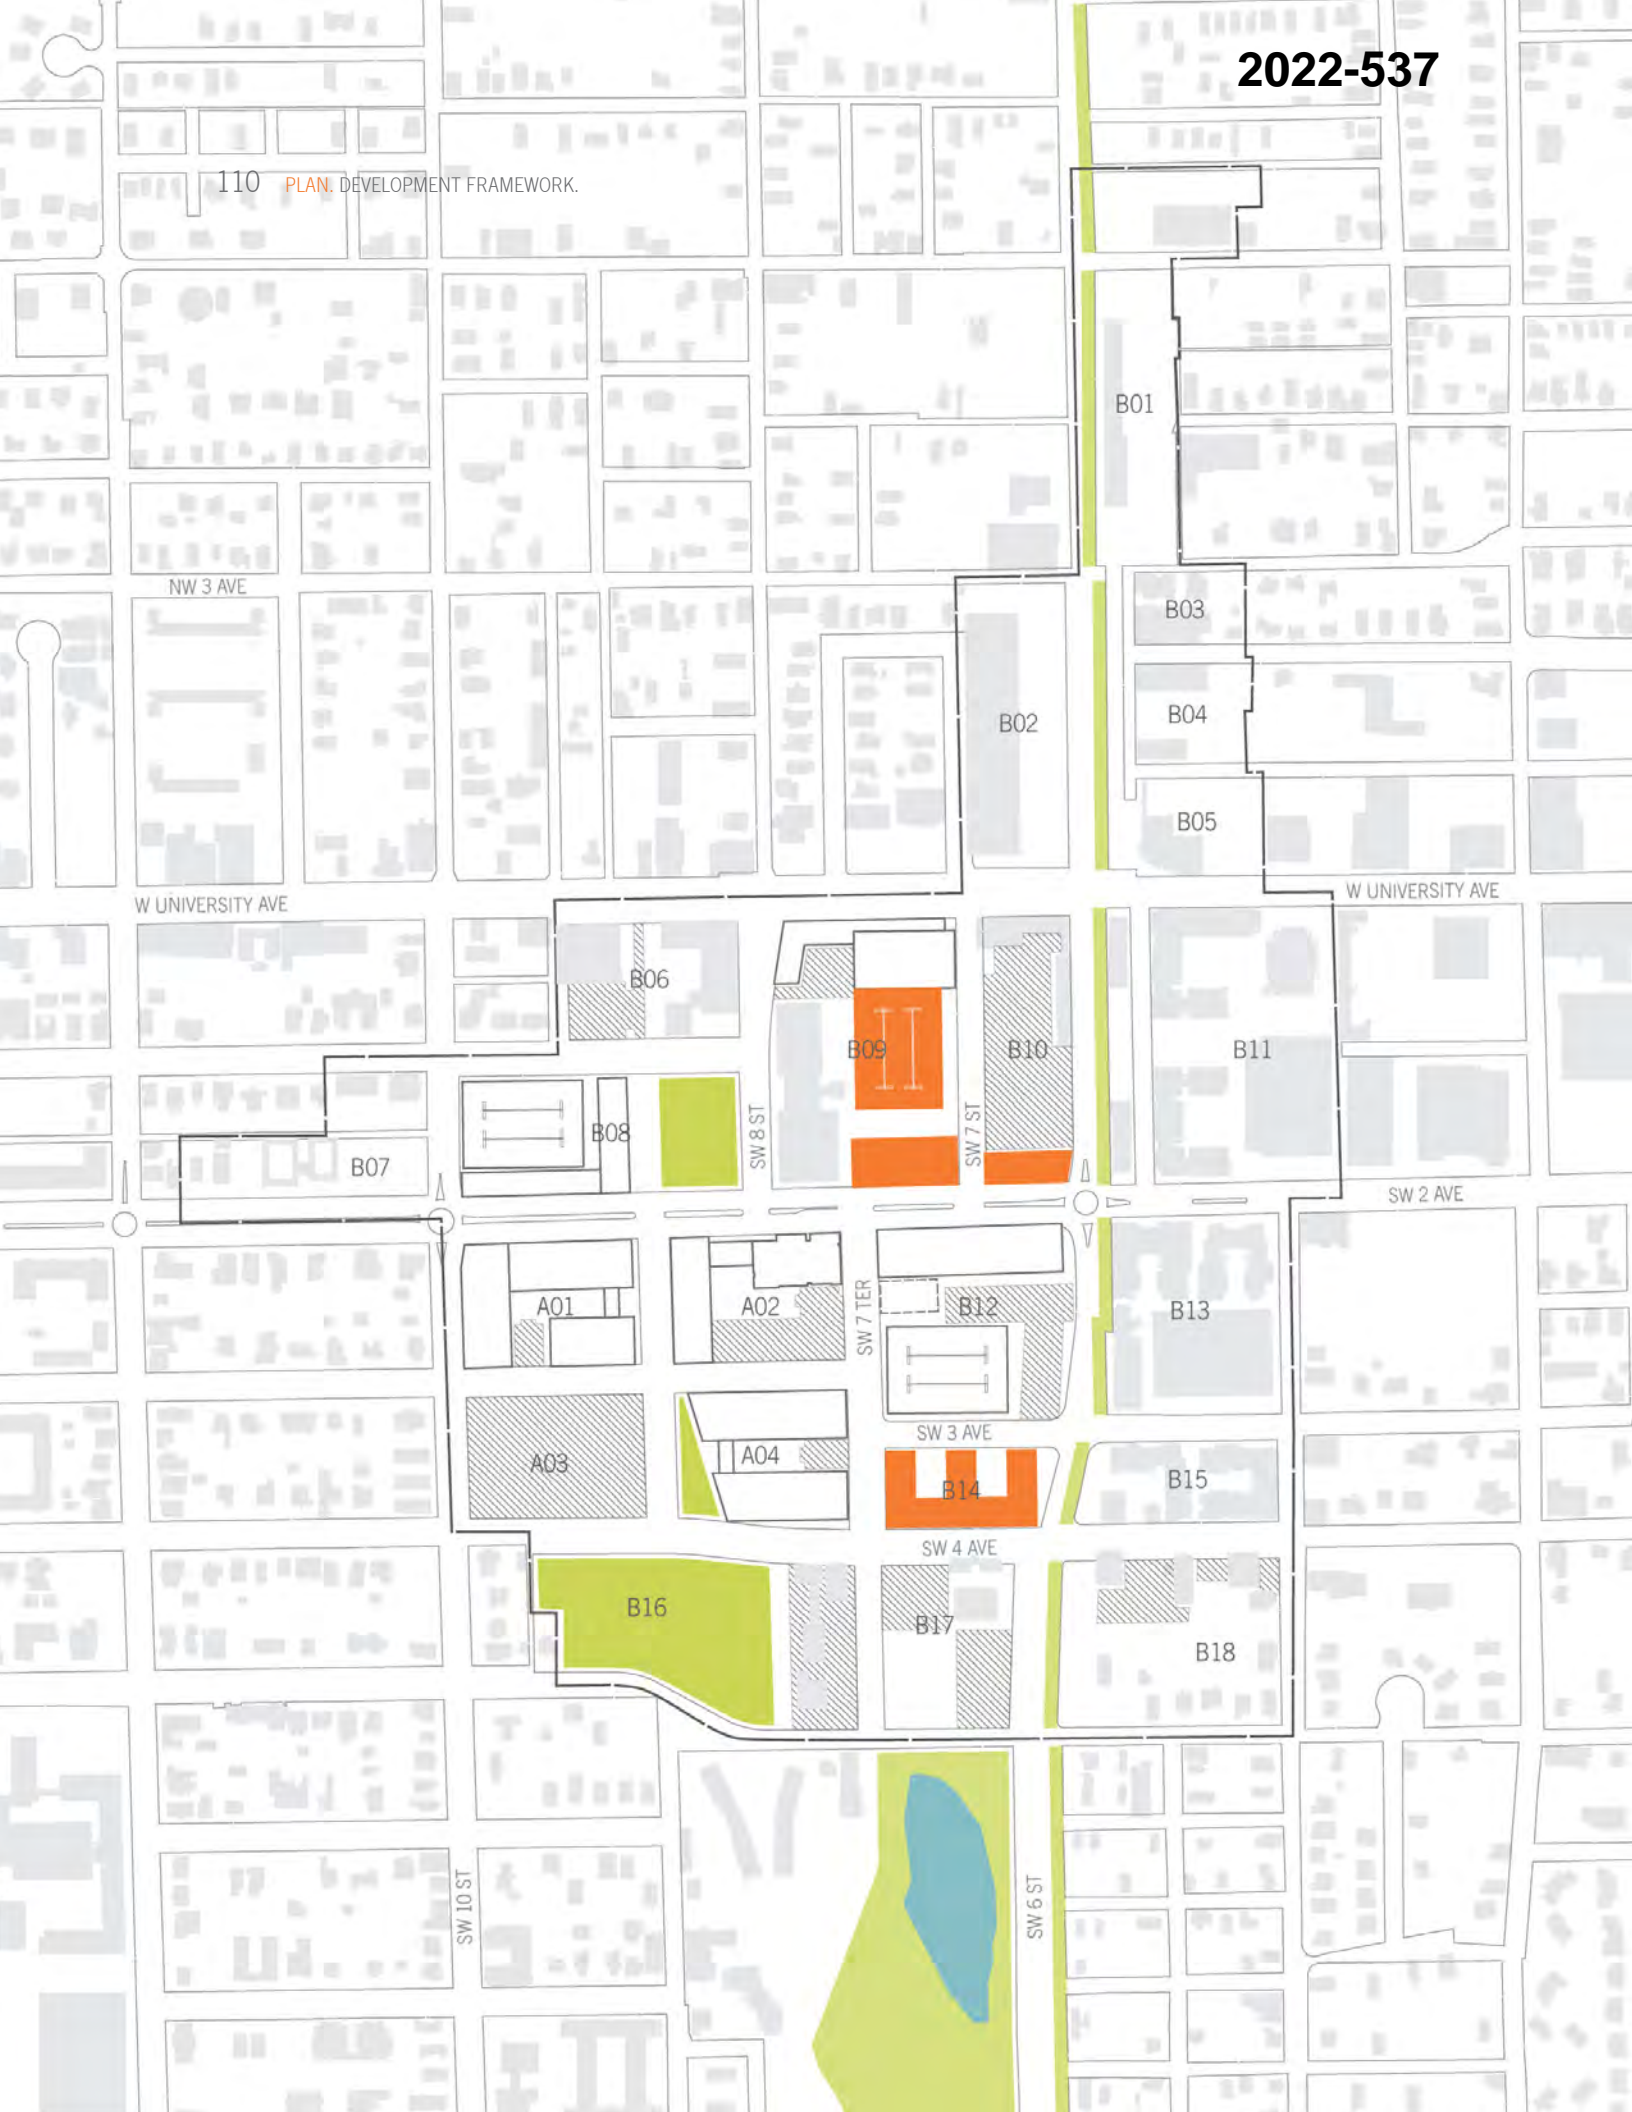 2022-537
110 PLAN. DEVELOPMENT FRAMEWORK.
B01
NW 3 AVE
B03
B02
B04
B05
W UNIVERSITY AVE
W UNIVERSITY AVE
B06
B09
B10
B11
B08
SW 8 ST
SW 7 ST
B07
SW 2 AVE
A01
A02
SW 7 TER
B12
B13
SW 3 AVE
A03
A04
B14
B15
SW 4 AVE
B16
B17
B18
SW 10 ST
SW 6 ST